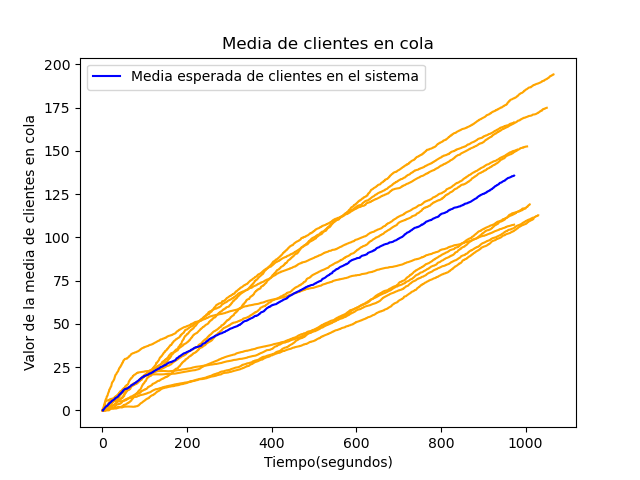 Media de clientes en cola
Media esperada de clientes en el sistema
Valor de la media de clientes en cola
200
175
150
125
100
75
50
25
0
0 200 400 600 800 1000
Tiempo(segundos)